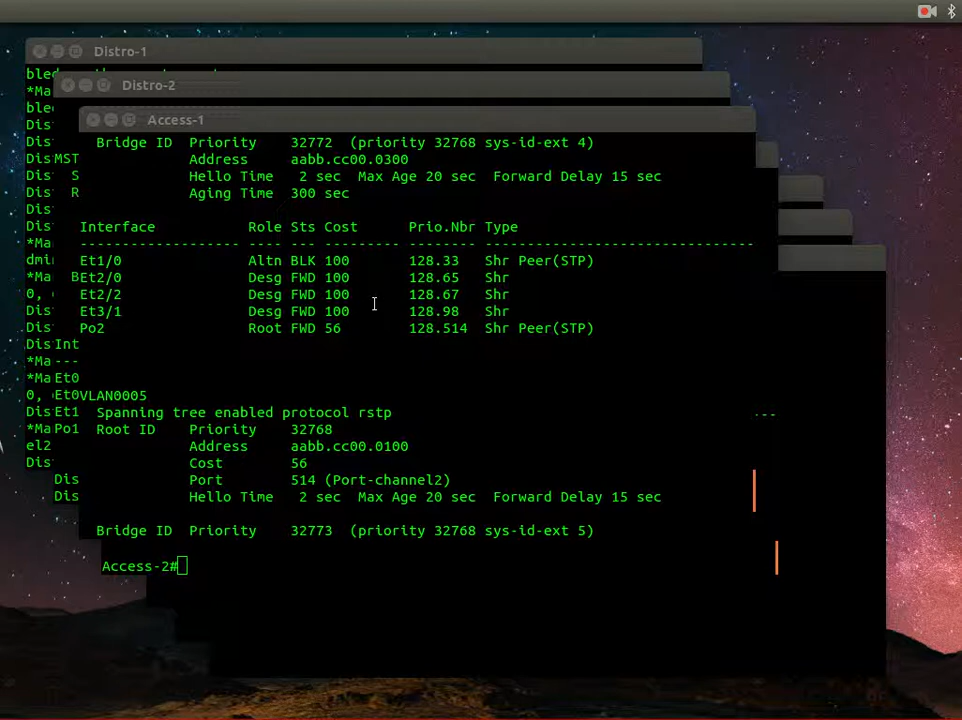 Distro-1
Distro-2
Access-1
Bridge ID  Priority    32772  (priority 32768 sys-id-ext 4)
Address     aabb.cc00.0300
Hello Time   2 sec  Max Age 20 sec  Forward Delay 15 sec
Aging Time  300 sec
Interface           Role Sts Cost      Prio.Nbr Type
------------------- ---- --- --------- -------- --------------------------------
Et1/0               Altn BLK 100       128.33   Shr Peer(STP)
Et2/0               Desg FWD 100       128.65   Shr
Et2/2               Desg FWD 100       128.67   Shr
Et3/1               Desg FWD 100       128.98   Shr
Po2                 Root FWD 56        128.514  Shr Peer(STP)
VLAN0005
Spanning tree enabled protocol rstp
Root ID    Priority    32768
Address     aabb.cc00.0100
Cost        56
Port        514 (Port-channel2)
Hello Time   2 sec  Max Age 20 sec  Forward Delay 15 sec
Bridge ID  Priority    32773  (priority 32768 sys-id-ext 5)
Access-2#
bled
*Ma
bled
Dis
Dis
Dis
Dis
Dis
Dis
*Ma
dmi
*Ma
0,
Dis
Dis
*Ma
*Ma
0,
Dis
*Ma
el2
Dis
MST
S
R
B
Int
---
Et0
Et0
Et1
Po1
Dis
Dis